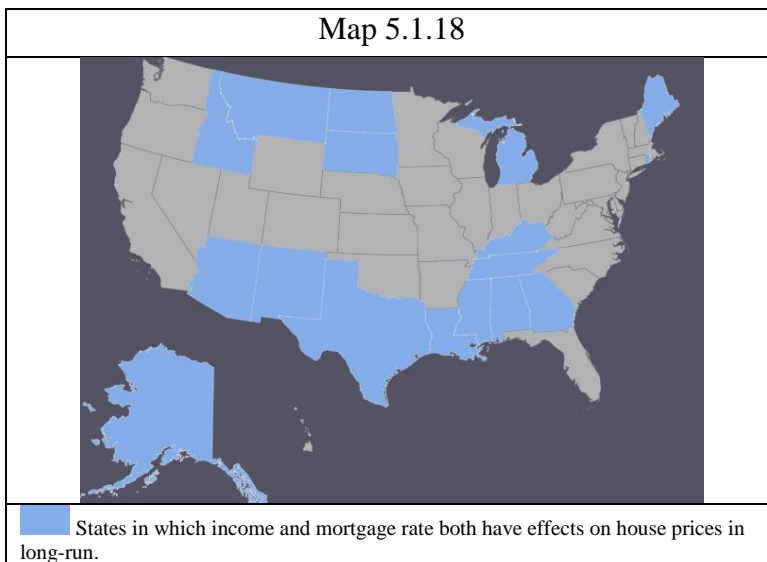 Map 5.1.18
States in which income and mortgage rate both have effects on house prices in
long-run.